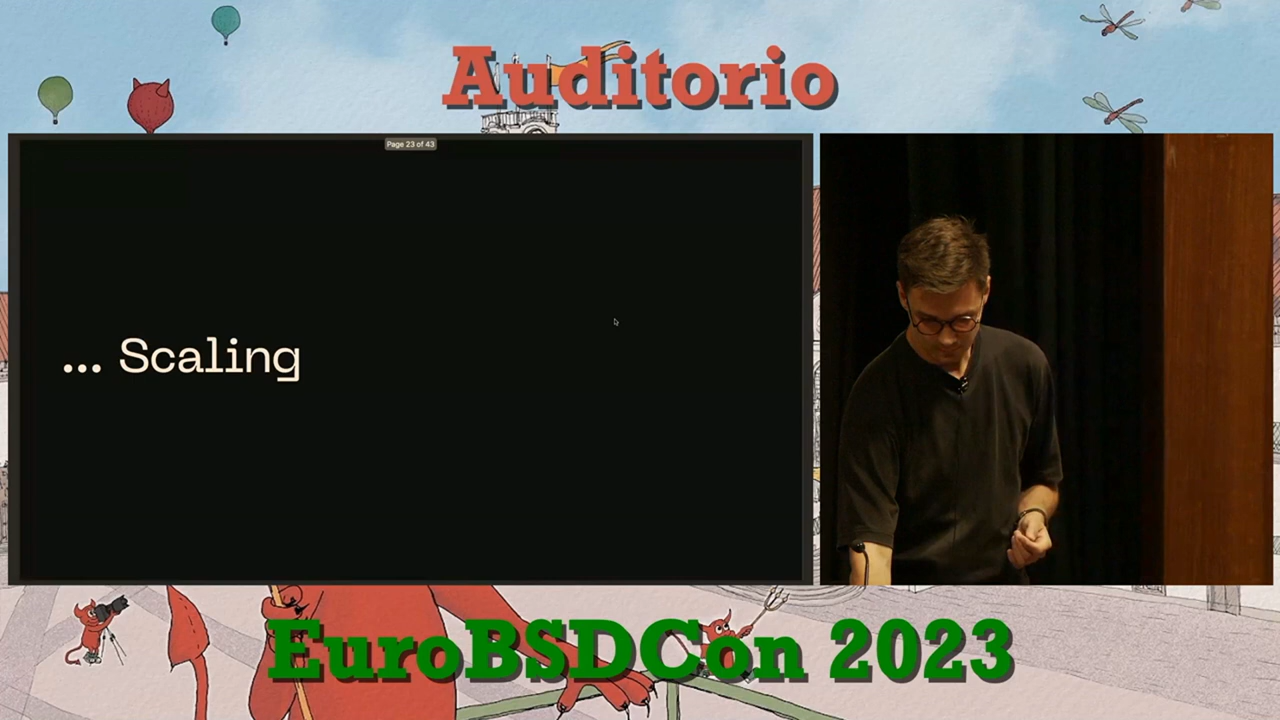 Auditorio
Page 23 of 43
... Scaling
EuroBSDCon 2023